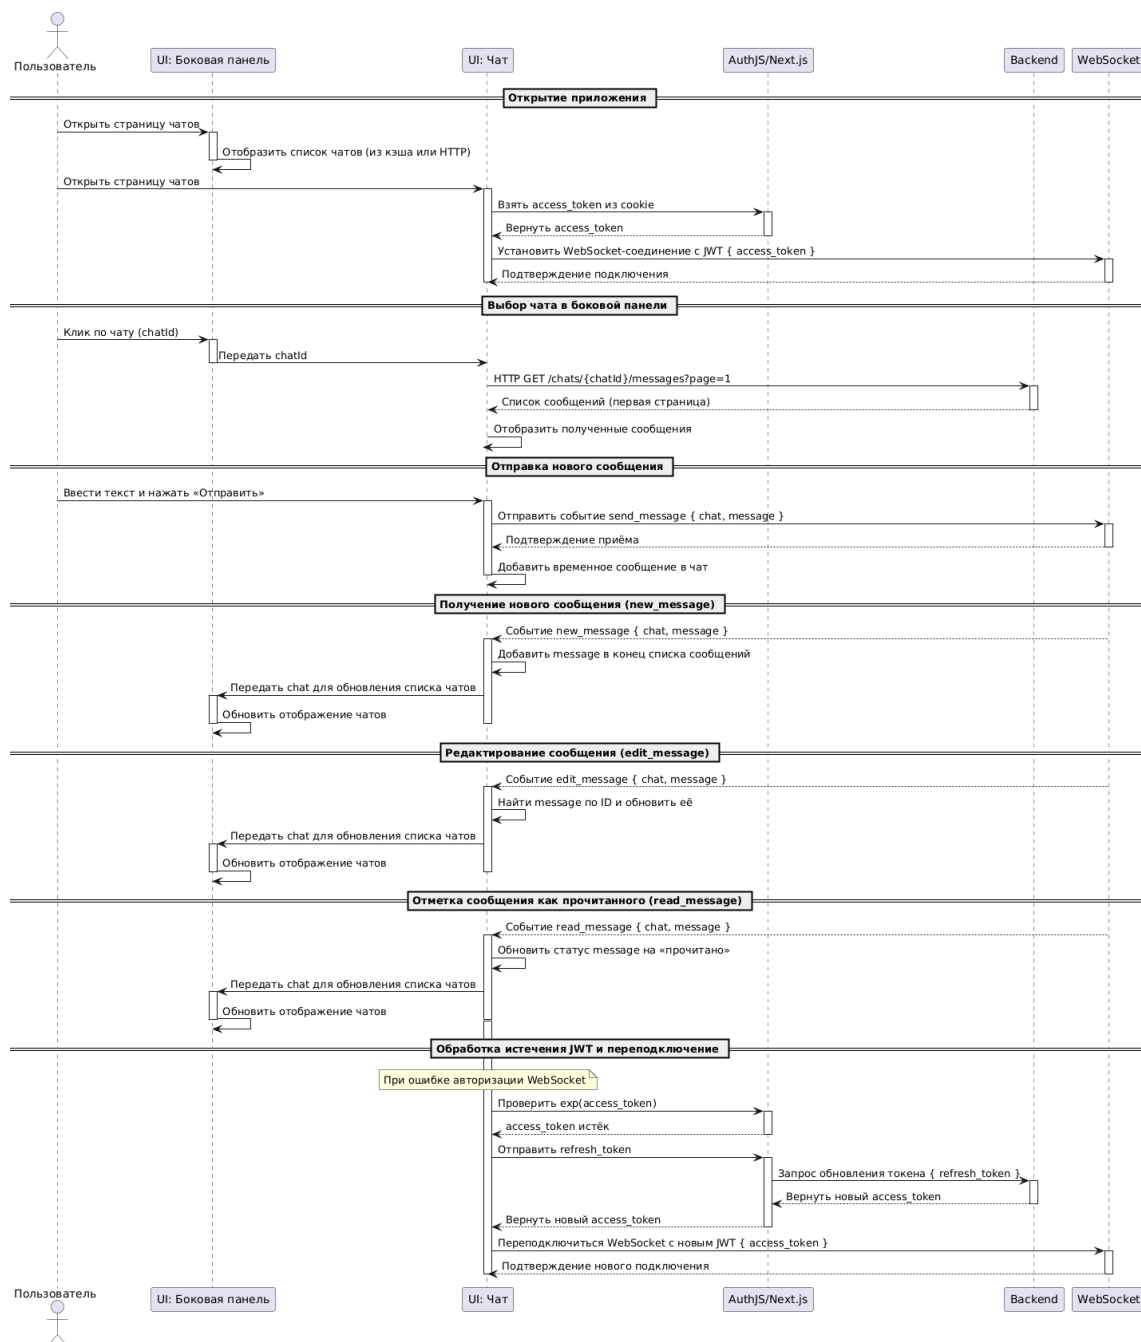 Пользователь
UI: Боковая панель
UI: Чат
AuthJS/Next.js
Backend
WebSocket
Открытие приложения
Открыть страницу чатов
Отобразить список чатов (из кэша или HTTP)
Открыть страницу чатов
Взять access_token из cookie
Вернуть access_token
Установить WebSocket-соединение с JWT { access_token }
Подтверждение подключения
Выбор чата в боковой панели
Клик по чату (chatId)
Передать chatId
HTTP GET /chats/{chatId}/messages?page=1
Список сообщений (первая страница)
Отобразить полученные сообщения
Отправка нового сообщения
Ввести текст и нажать «Отправить»
Отправить событие send_message { chat, message }
Подтверждение приёма
Добавить временное сообщение в чат
Получение нового сообщения (new_message)
Событие new_message { chat, message }
Добавить message в конец списка сообщений
Передать chat для обновления списка чатов
Обновить отображение чатов
Редактирование сообщения (edit_message)
Событие edit_message { chat, message }
Найти message по ID и обновить её
Передать chat для обновления списка чатов
Обновить отображение чатов
Отметка сообщения как прочитанного (read_message)
Событие read_message { chat, message }
Обновить статус message на «прочитано»
Передать chat для обновления списка чатов
Обновить отображение чатов
Обработка истечения JWT и переподключение
При ошибке авторизации WebSocket
Проверить exp(access_token)
access_token истёк
Отправить refresh_token
Запрос обновления токена { refresh_token }
Вернуть новый access_token
Вернуть новый access_token
Переподключиться WebSocket с новым JWT { access_token }
Подтверждение нового подключения
Пользователь
UI: Боковая панель
UI: Чат
AuthJS/Next.js
Backend
WebSocket